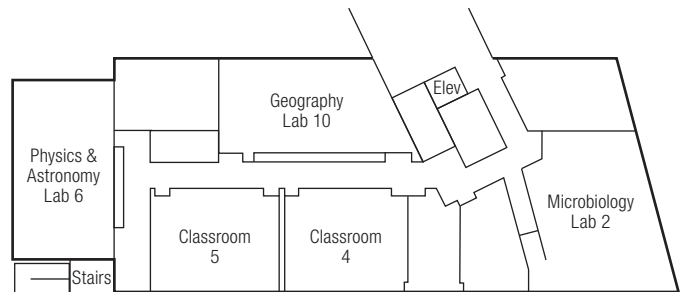 Elev
Geography
Lab 10
Physics &
Astronomy
Lab 6
Microbiology
Lab 2
Classroom
5
Classroom
4
Stairs